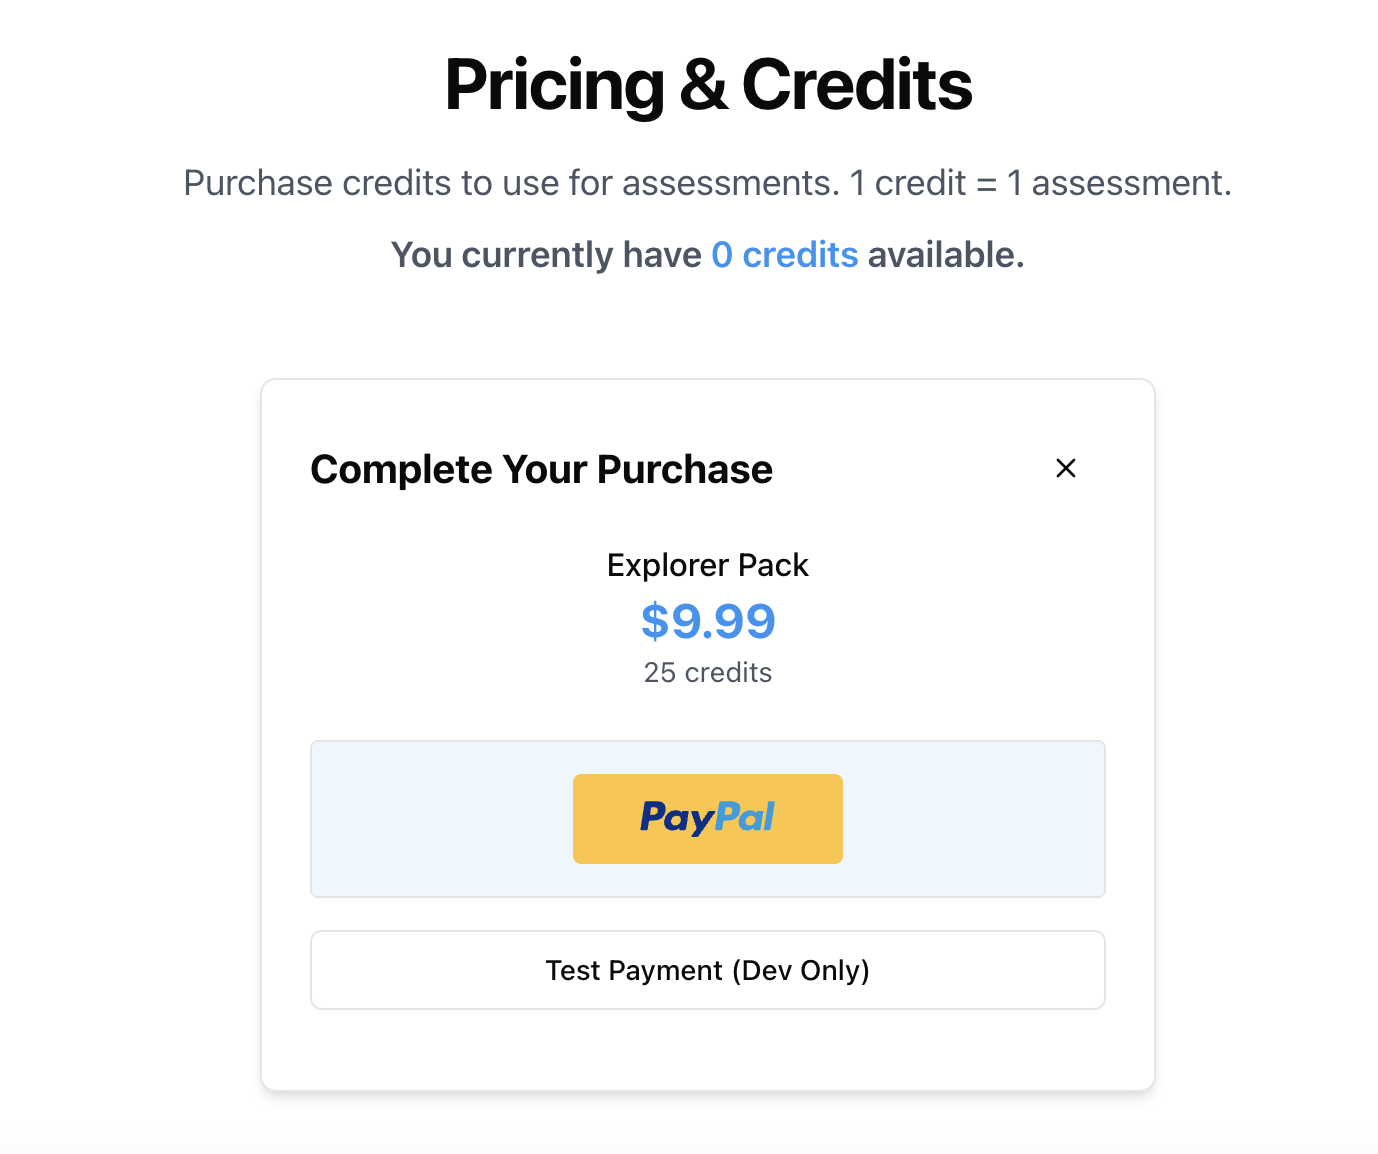 Pricing & Credits
Purchase credits to use for assessments. 1 credit = 1 assessment.
You currently have 0 credits available.
Complete Your Purchase
Explorer Pack
$9.99
25 credits
PayPal
Test Payment (Dev Only)